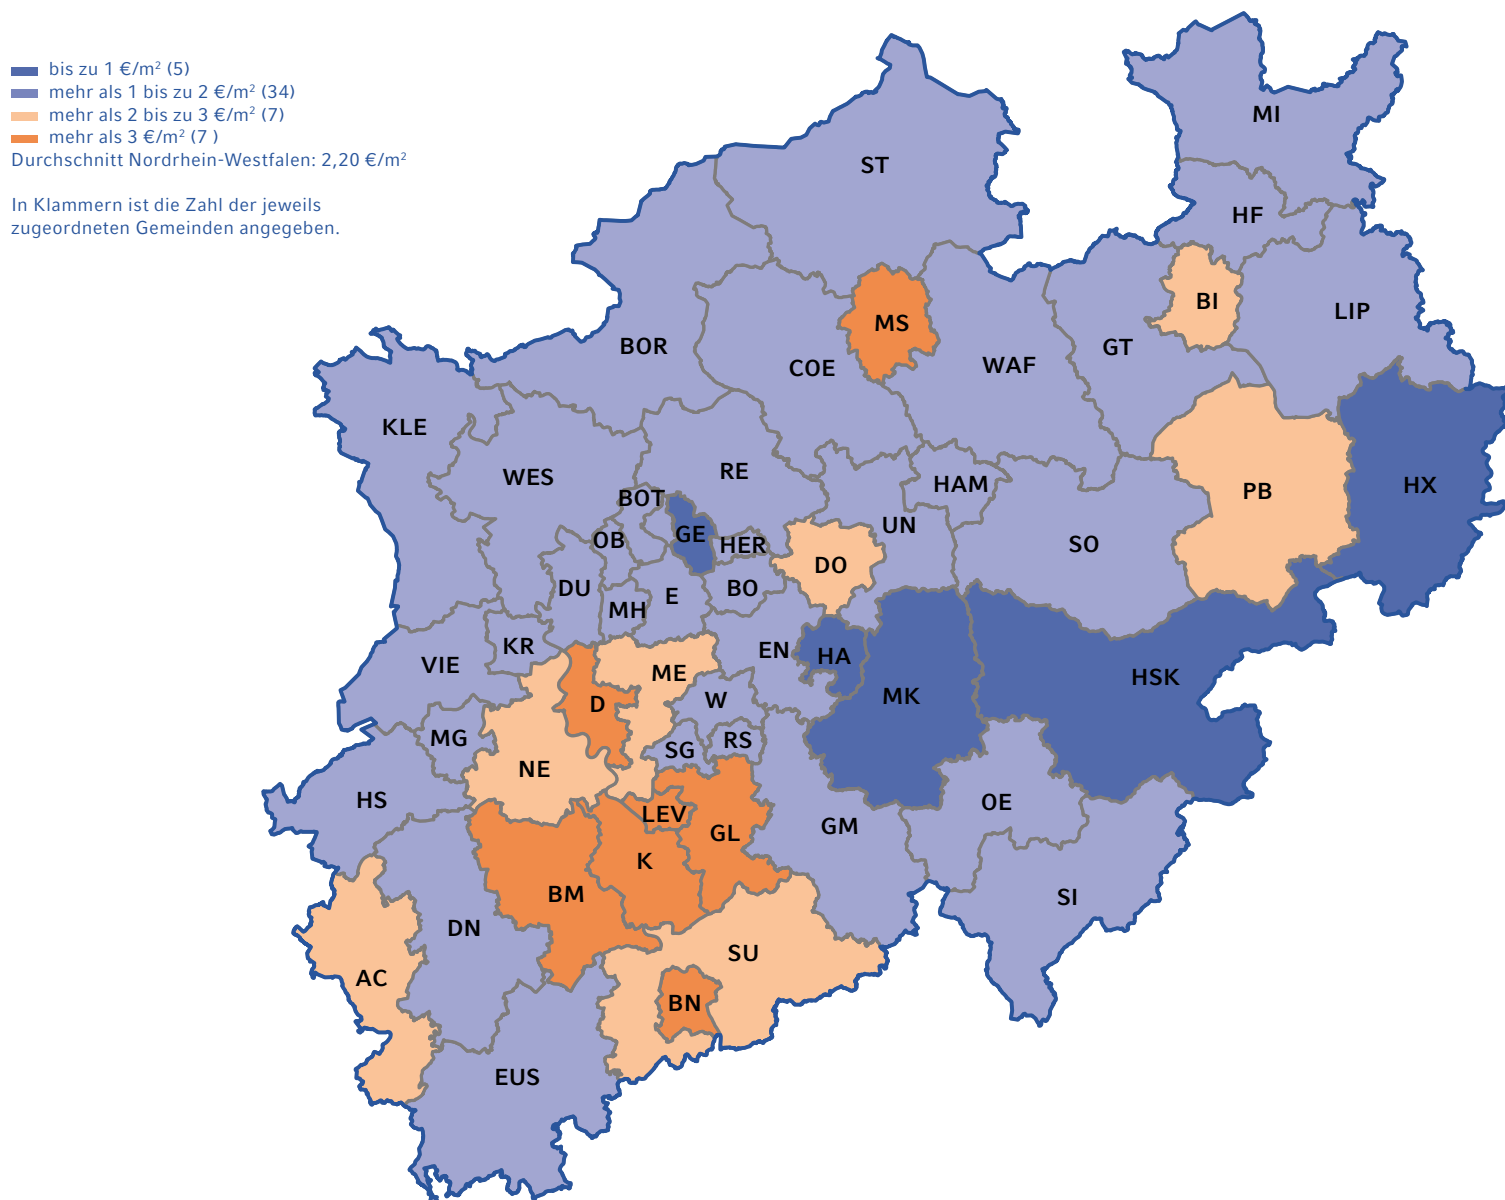 bis zu 1 €/m² (5)
mehr als 1 bis zu 2 €/m² (34)
mehr als 2 bis zu 3 €/m² (7)
mehr als 3 €/m² (7 )
Durchschnitt Nordrhein-Westfalen: 2,20 €/m²
In Klammern ist die Zahl der jeweils
zugeordneten Gemeinden angegeben.
MI
ST
HF
BI
LIP
MS
BOR
GT
COE
WAF
KLE
RE
WES
HAM
HX
PB
BOT
UN
GE
OB
HER
SO
DO
DU
BO
E
MH
KR
EN
HA
VIE
ME
HSK
MK
W
D
MG
RS
SG
NE
HS
OE
LEV
GM
GL
K
BM
SI
DN
SU
AC
BN
EUS